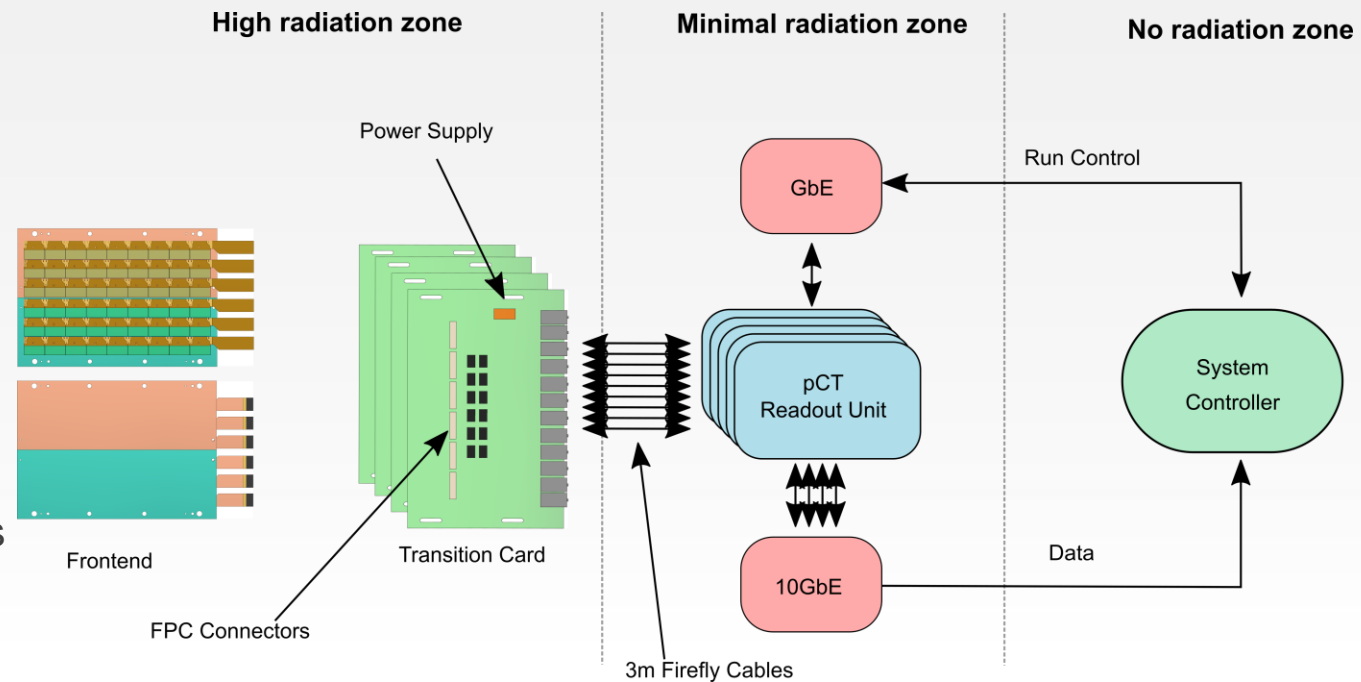 High radiation zone
Minimal radiation zone
No radiation zone
Power Supply
GbE
Run Control
pCT
Readout Unit
System
Controller
s
Frontend
Transition Card
10GbE
Data
FPC Connectors
3m Firefly Cables